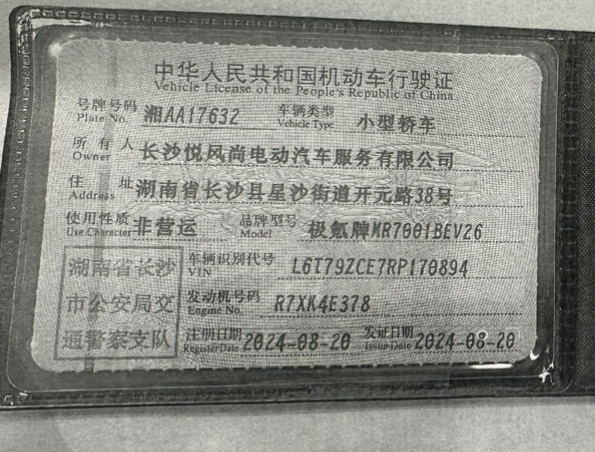 中华人民共和国机动车行驶证
Vehicle License of the People's Republic of China
号牌号码 湘AA17632 车辆类型 小型轿车
Plate No. Vehicle Type
所有人 长沙悦风尚电动汽车服务有限公司
Owner
住址 湖南省长沙县星沙街道开元路38号
Address
使用性质 非营运 品牌型号 极氪牌MR7001BEV26
Use Character Model
湖南省长沙 车辆识别代号 L6T79ZCE7RP170894
VIN
市公安局交 发动机号码 R7XK4E378
Engine No.
通警察支队 注册日期 2024-08-20 发证日期 2024-08-20
Register Date Issue Date